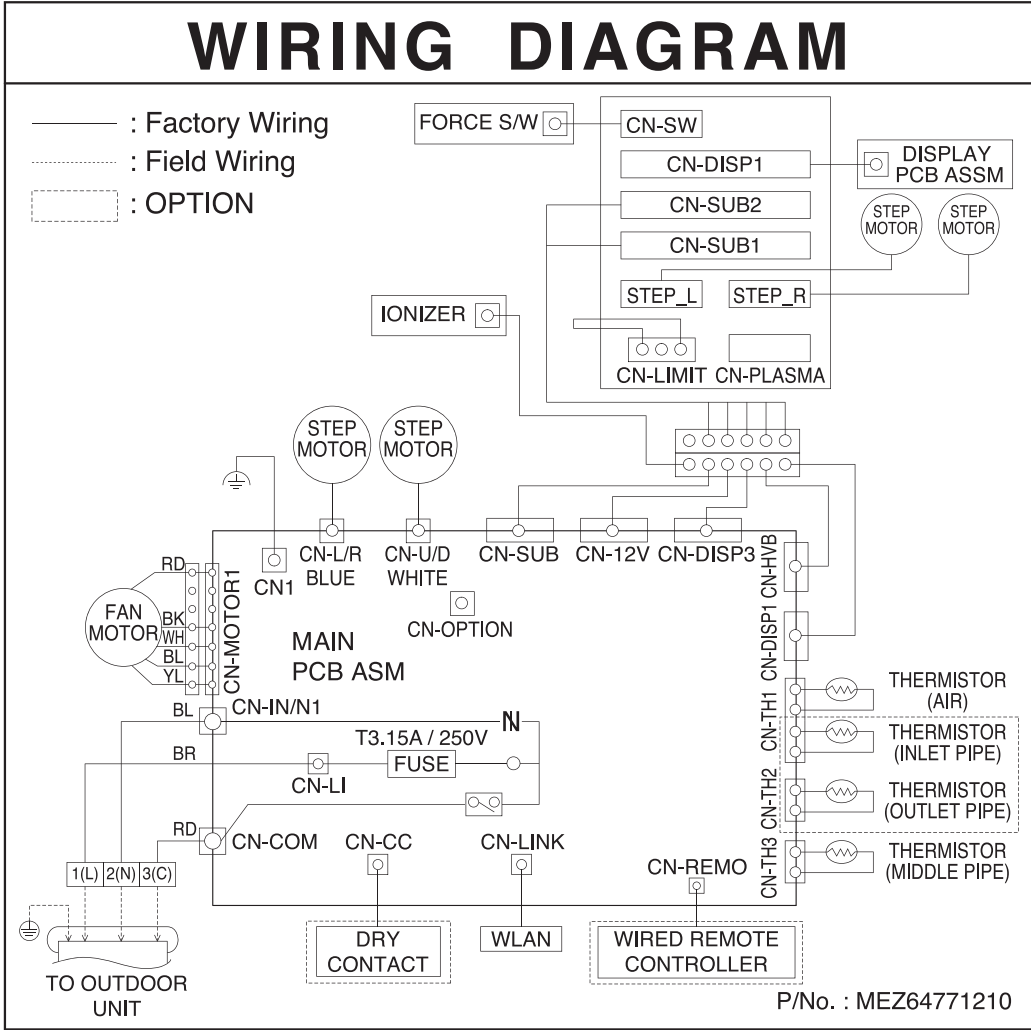 WIRING DIAGRAM
: Factory Wiring
: Field Wiring
: OPTION
FORCE S/W
CN-SW
CN-DISP1
CN-SUB2
CN-SUB1
STEP_L
STEP_R
CN-LIMIT
CN-PLASMA
DISPLAY
PCB ASSM
STEP
MOTOR
STEP
MOTOR
IONIZER
STEP
MOTOR
STEP
MOTOR
CN1
CN-L/R
BLUE
CN-U/D
WHITE
CN-SUB
CN-12V
CN-DISP3
CN-HVB
CN-DISP1
CN-OPTION
MAIN
PCB ASM
FAN
MOTOR
RD
BK
WH
BL
YL
CN-MOTOR1
BL
CN-IN/N1
N
BR
T3.15A / 250V
FUSE
CN-LI
RD
CN-COM
CN-CC
CN-LINK
CN-REMO
CN-TH1
CN-TH2
CN-TH3
THERMISTOR
(AIR)
THERMISTOR
(INLET PIPE)
THERMISTOR
(OUTLET PIPE)
THERMISTOR
(MIDDLE PIPE)
1(L) 2(N) 3(C)
TO OUTDOOR
UNIT
DRY
CONTACT
WLAN
WIRED REMOTE
CONTROLLER
P/No. : MEZ64771210